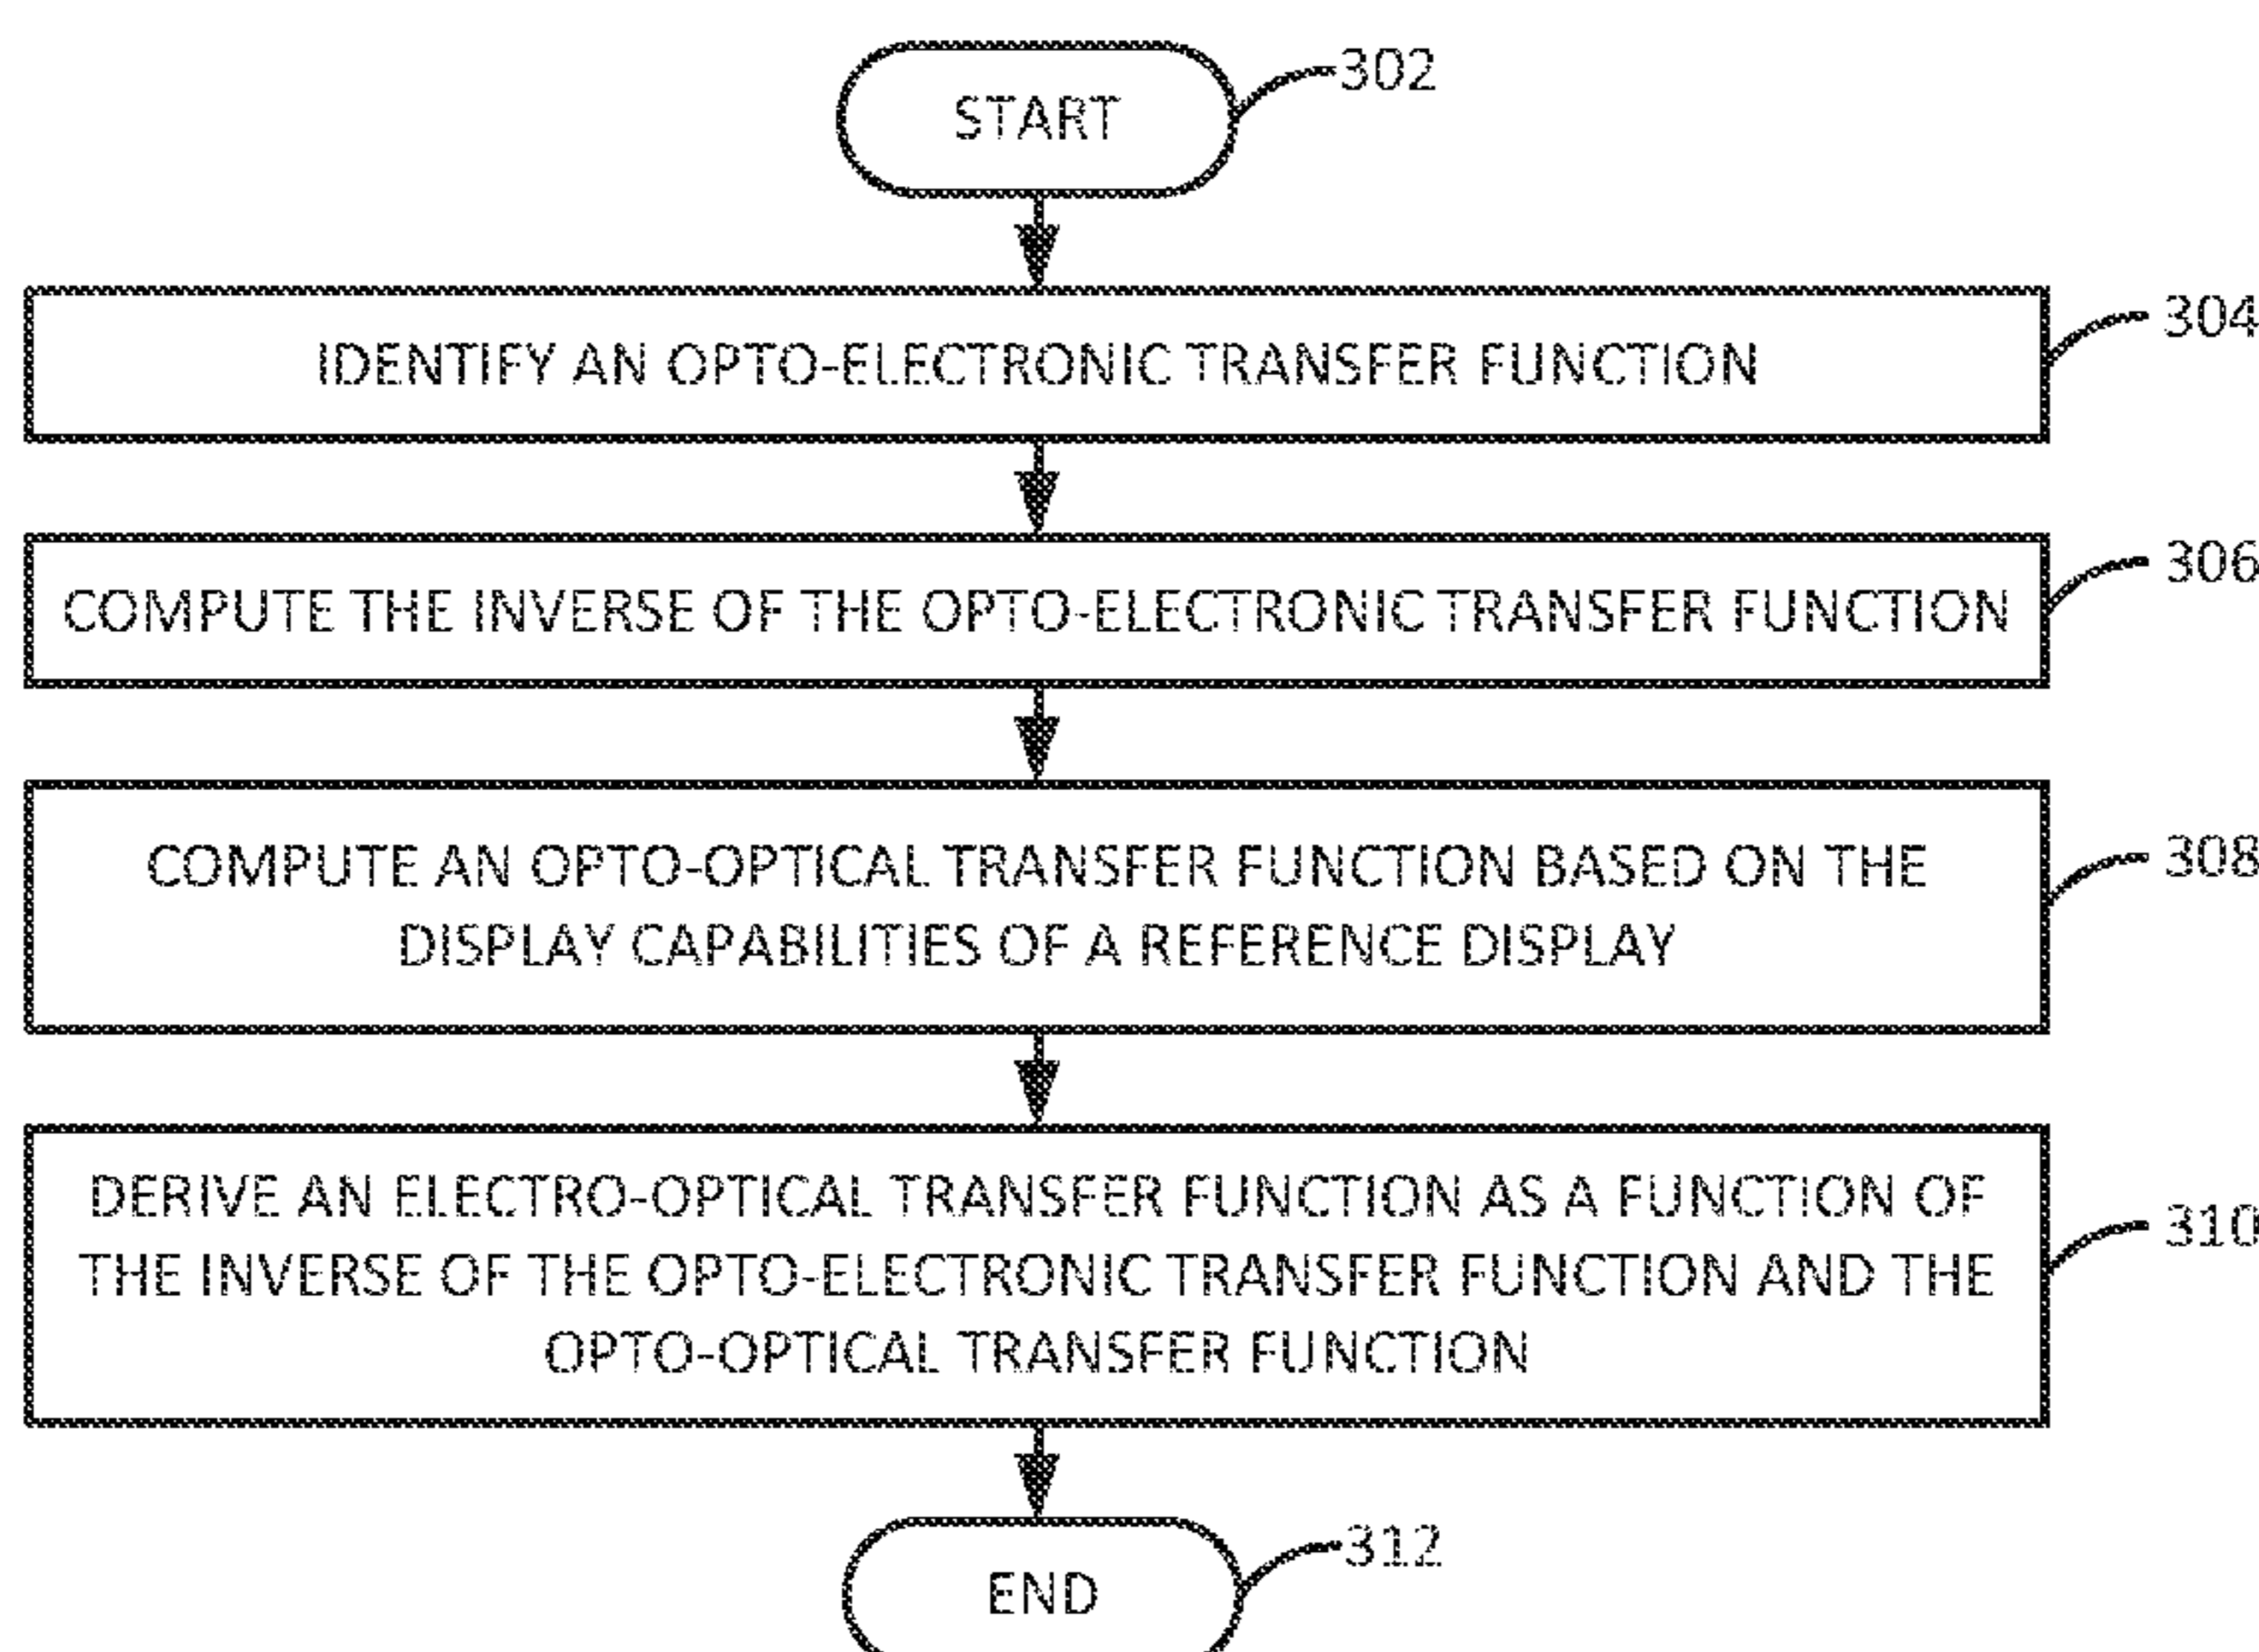 START
302
IDENTIFY AN OPTO-ELECTRONIC TRANSFER FUNCTION
304
COMPUTE THE INVERSE OF THE OPTO-ELECTRONIC TRANSFER FUNCTION
306
COMPUTE AN OPTO-OPTICAL TRANSFER FUNCTION BASED ON THE
DISPLAY CAPABILITIES OF A REFERENCE DISPLAY
308
DERIVE AN ELECTRO-OPTICAL TRANSFER FUNCTION AS A FUNCTION OF
THE INVERSE OF THE OPTO-ELECTRONIC TRANSFER FUNCTION AND THE
OPTO-OPTICAL TRANSFER FUNCTION
310
END
312